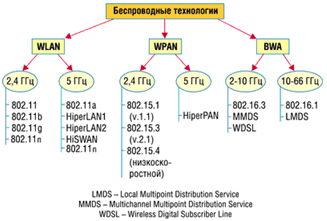 Беспроводные технологии
WLAN
WPAN
BWA
2,4 ГГц
5 ГГц
2,4 ГГц
5 ГГц
2-10 ГГц
10-66 ГГц
802.11
802.11b
802.11g
802.11n
802.11a
HiperLAN1
HiperLAN2
HiSWAN
802.11n
802.15.1
(v.1.1)
802.15.3
(v.2.1)
802.15.4
(низкоско-
ростной)
HiperPAN
802.16.3
MMDS
WDSL
802.16.1
LMDS
LMDS – Local Multipoint Distribution Service
MMDS – Multichannel Multipoint Distribution Service
WDSL – Wireless Digital Subscriber Line